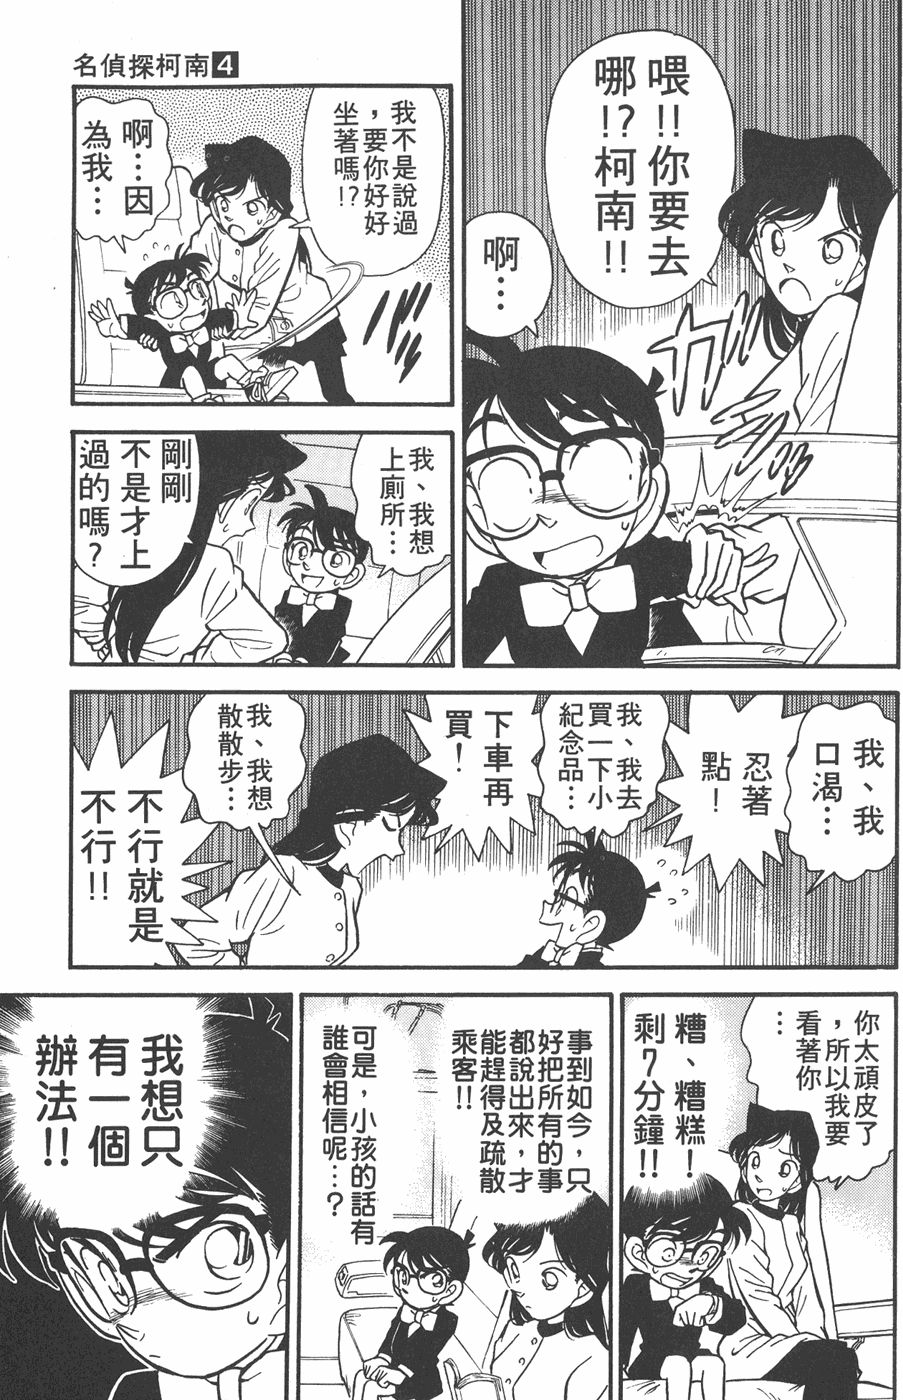 名偵探柯南4
喂!!你要去
哪!?柯南!!
啊…
ガバッ
我不是說過
，要你好好
坐著嗎!?
啊…因
為我…
我、我想
上廁所…
剛剛
不是才上
過的嗎？
我、我
口渴…
忍著
點！
我、我去
買一下小
紀念品…
下車再
買！
我、我想
散散步…
不行就是
不行!!
你太頑皮了
，所以我要
看著你
…
糟、糟糕！
剩7分鐘!!
事到如今，只
好把所有的事
都說出來，才
能趕得及疏散
乘客!!
可是，小孩的話有
誰會相信呢…？
我想只
有一個
辦法!!